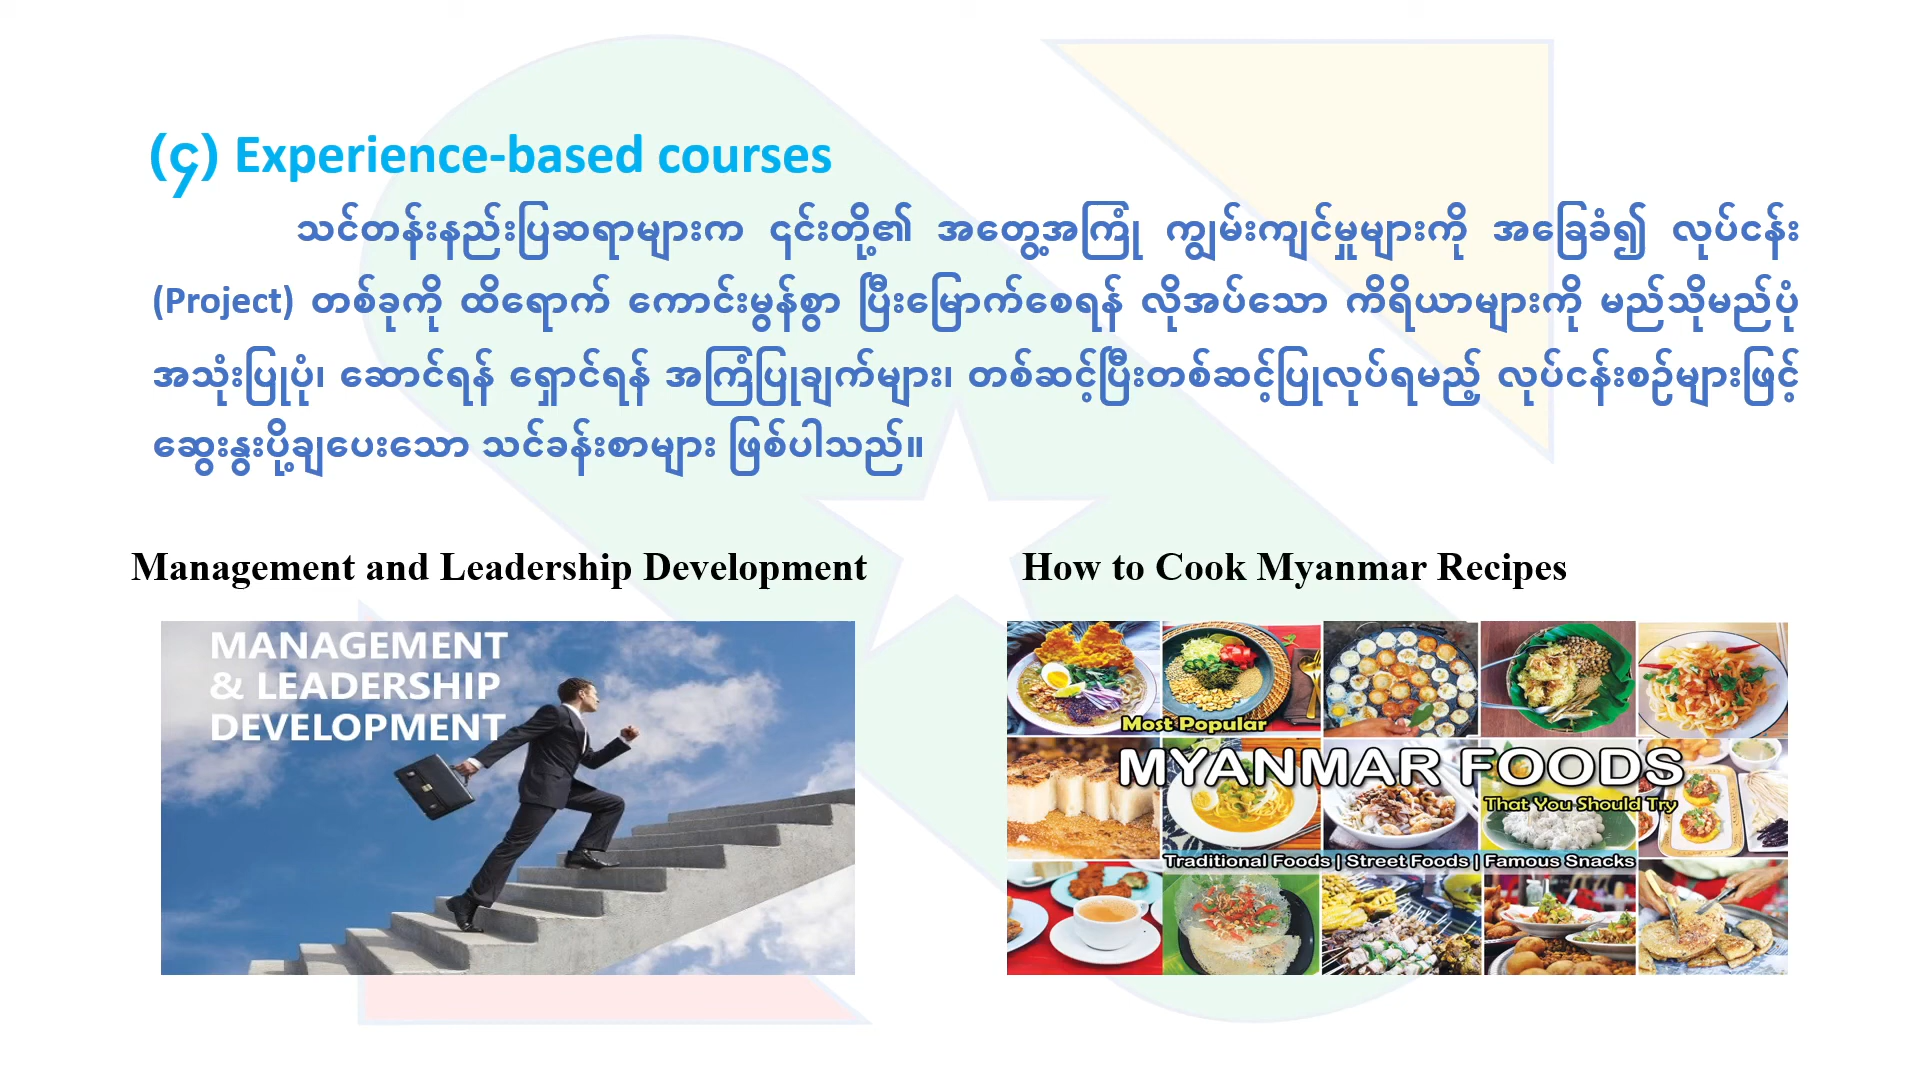 (၄) Experience-based courses
သင်တန်းနည်းပြဆရာများက ၎င်းတို့၏ အတွေ့အကြုံ ကျွမ်းကျင်မှုများကို အခြေခံ၍ လုပ်ငန်း
(Project) တစ်ခုကို ထိရောက် ကောင်းမွန်စွာ ပြီးမြောက်စေရန် လိုအပ်သော ကိရိယာများကို မည်သို့မည်ပုံ
အသုံးပြုပုံ၊ ဆောင်ရန် ရှောင်ရန် အကြံပြုချက်များ၊ တစ်ဆင့်ပြီးတစ်ဆင့်ပြုလုပ်ရမည့် လုပ်ငန်းစဉ်များဖြင့်
ဆွေးနွေးပို့ချပေးသော သင်ခန်းစာများ ဖြစ်ပါသည်။
Management and Leadership Development
How to Cook Myanmar Recipes
MANAGEMENT
& LEADERSHIP
DEVELOPMENT
Most Popular
MYANMAR FOODS
That You Should Try
Traditional Foods | Street Foods | Famous Snacks